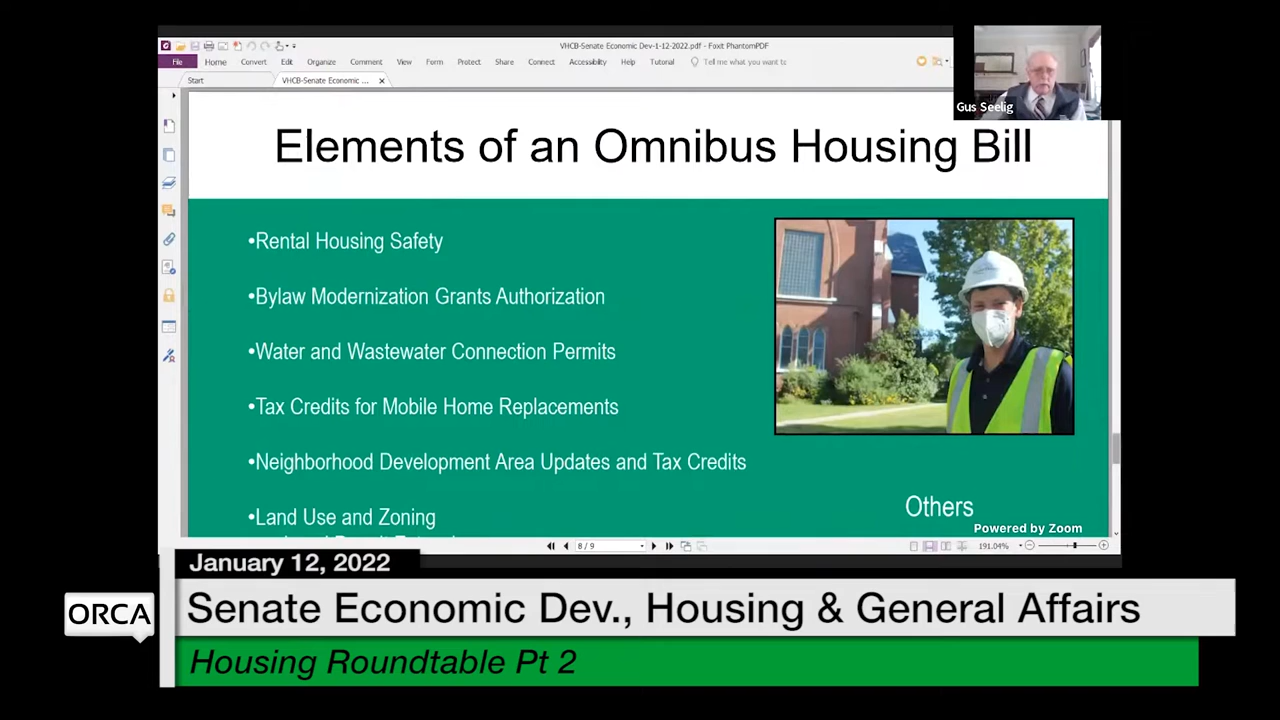 VHCB-Senate Economic Dev-1-12-2022.pdf - Foxit PhantomPDF
File Home Convert Edit Organize Comment View Form Protect Share Connect Accessibility Help Tutorial Tell me what you want tc
Start VHCB-Senate Economic ...
Gus Seelig
Elements of an Omnibus Housing Bill
•Rental Housing Safety
•Bylaw Modernization Grants Authorization
•Water and Wastewater Connection Permits
•Tax Credits for Mobile Home Replacements
•Neighborhood Development Area Updates and Tax Credits
•Land Use and Zoning
Others
Powered by Zoom
8 / 9
191.04%
January 12, 2022
ORCA
Senate Economic Dev., Housing & General Affairs
Housing Roundtable Pt 2